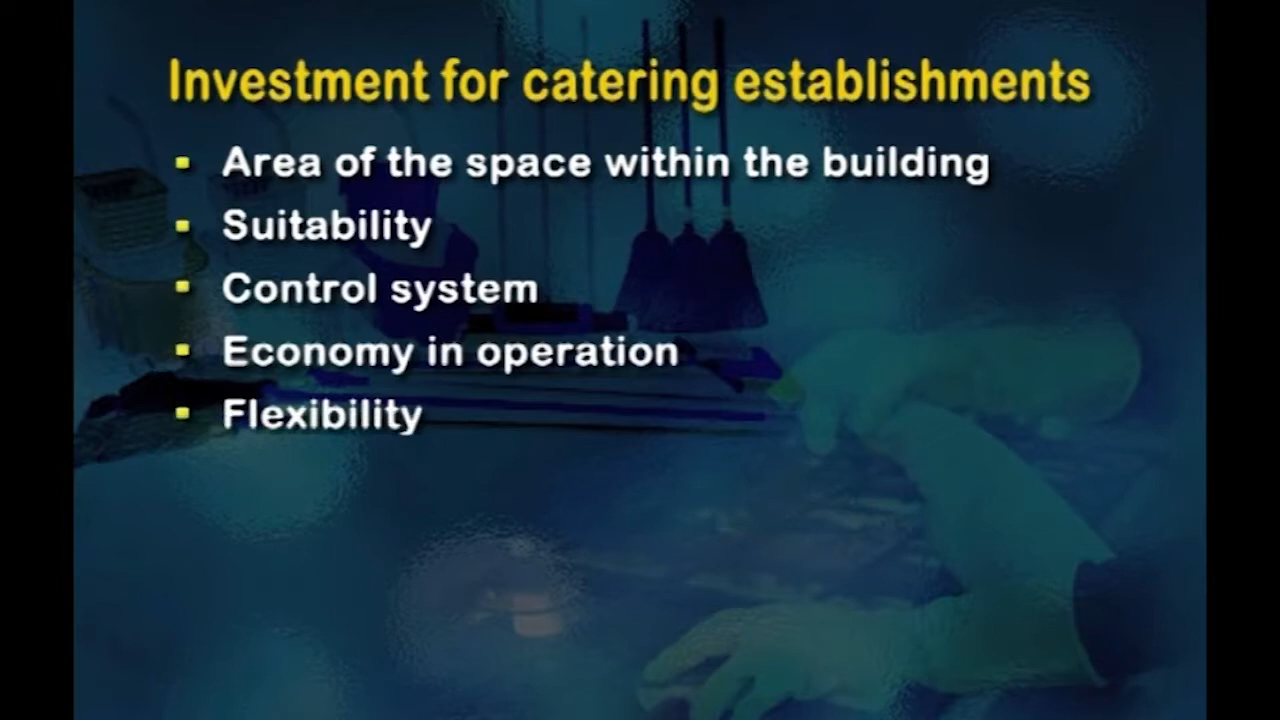 Investment for catering establishments
Area of the space within the building
Suitability
Control system
Economy in operation
Flexibility